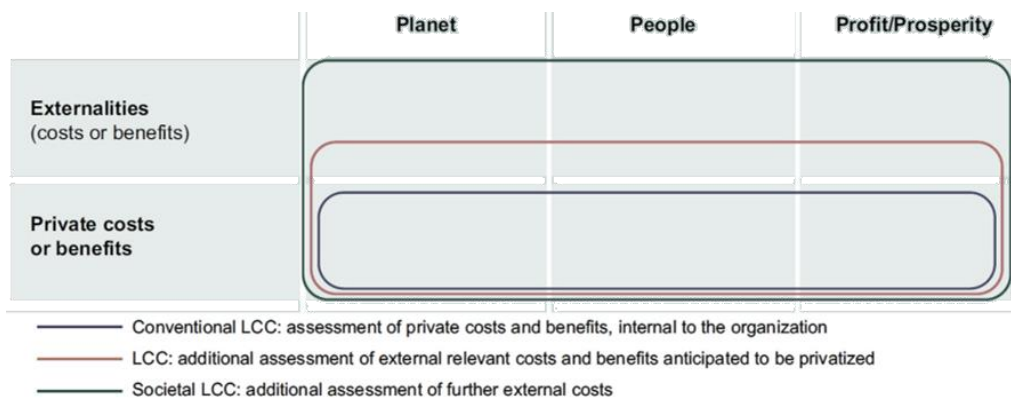 Planet People Profit/Prosperity
Externalities
(costs or benefits)
Private costs
or benefits
Conventional LCC: assessment of private costs and benefits, internal to the organization
LCC: additional assessment of external relevant costs and benefits anticipated to be privatized
Societal LCC: additional assessment of further external costs